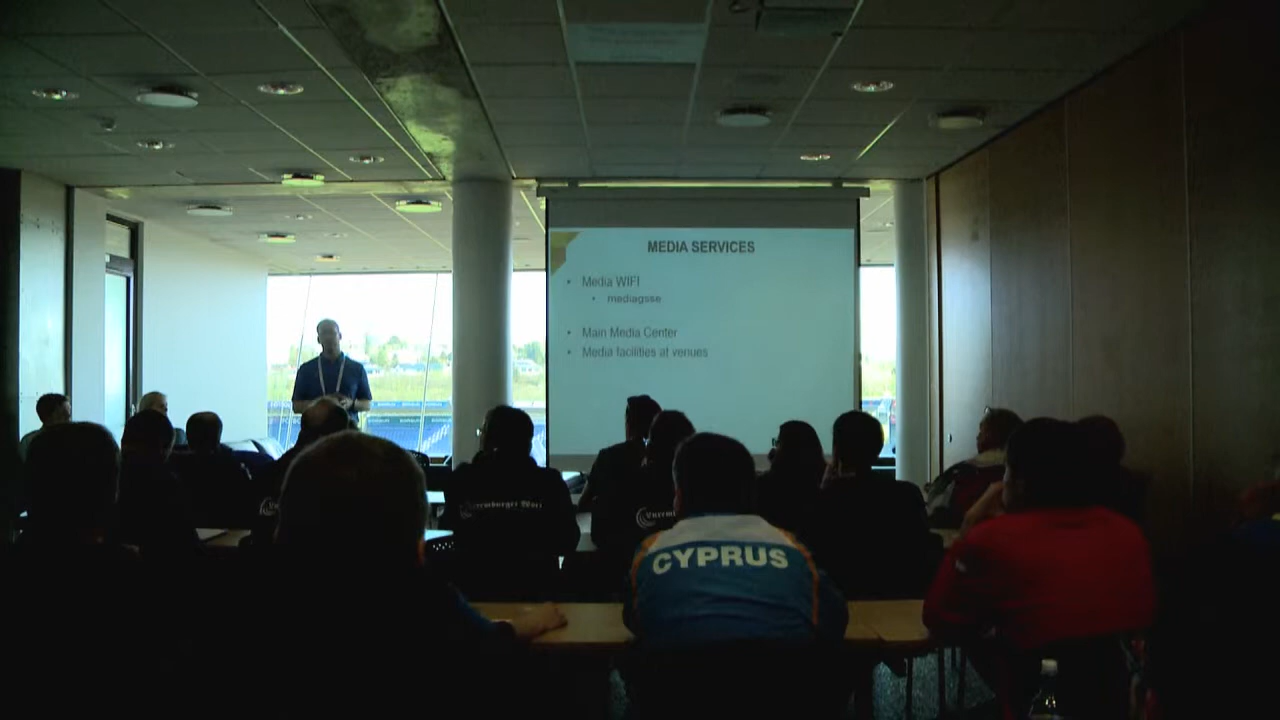 MEDIA SERVICES
• Media WIFI
• mediagsse
• Main Media Center
• Media facilities at venues
CYPRUS